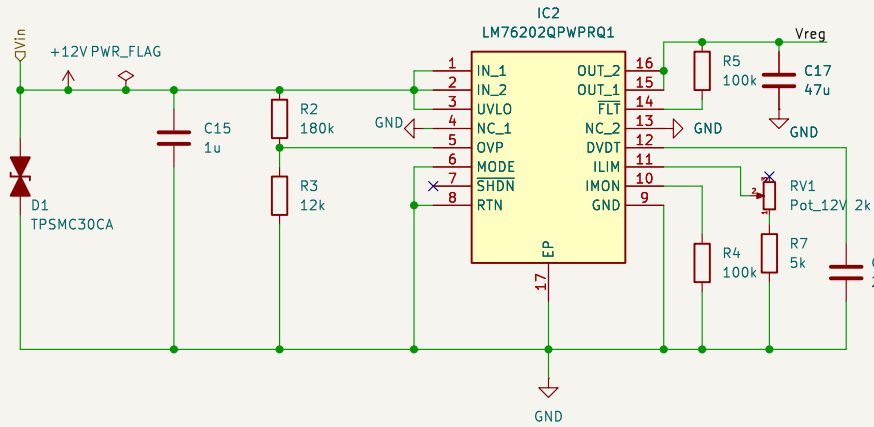 IC2
LM76202QPWPRQ1
Vin
+12V
PWR_FLAG
Vreg
1
IN_1
OUT_2
16
2
IN_2
OUT_1
15
3
UVLO
FLT
14
4
NC_1
NC_2
13
5
OVP
DVDT
12
6
MODE
ILIM
11
7
SHDN
IMON
10
8
RTN
GND
9
EP
17
GND
GND
GND
GND
R5
100k
C17
47u
R2
180k
C15
1u
R3
12k
D1
TPSMC30CA
3
2
1
RV1
Pot_12V 2k
R4
100k
R7
5k